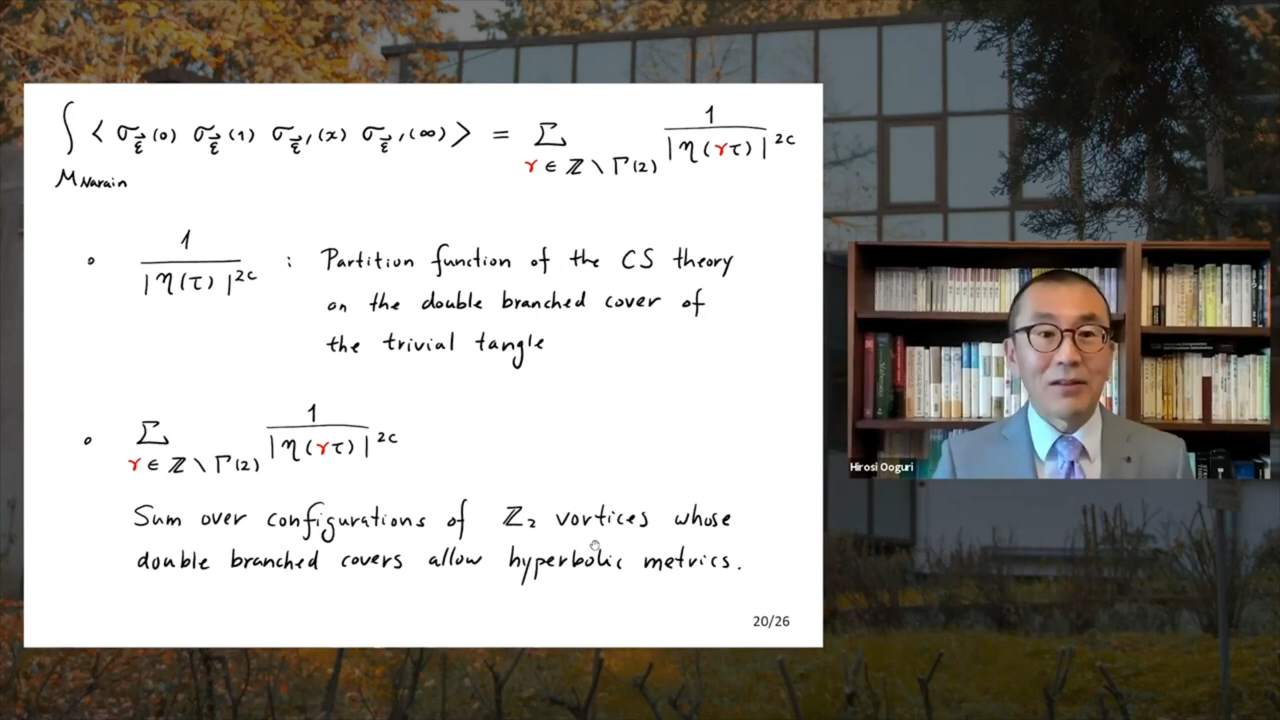 ∫ ⟨ σ_ε⃗(0) σ_ε⃗(1) σ_ε⃗′(x) σ_ε⃗′(∞) ⟩ = Σ 1 / |η(γτ)|^2c
M_Narain γ ∈ ℤ \ Γ(2)
∘ 1 / |η(τ)|^2c : Partition function of the CS theory
on the double branched cover of
the trivial tangle
∘ Σ 1 / |η(γτ)|^2c
γ ∈ ℤ \ Γ(2)
Sum over configurations of ℤ₂ vortices whose
double branched covers allow hyperbolic metrics.
20/26
Hirosi Ooguri